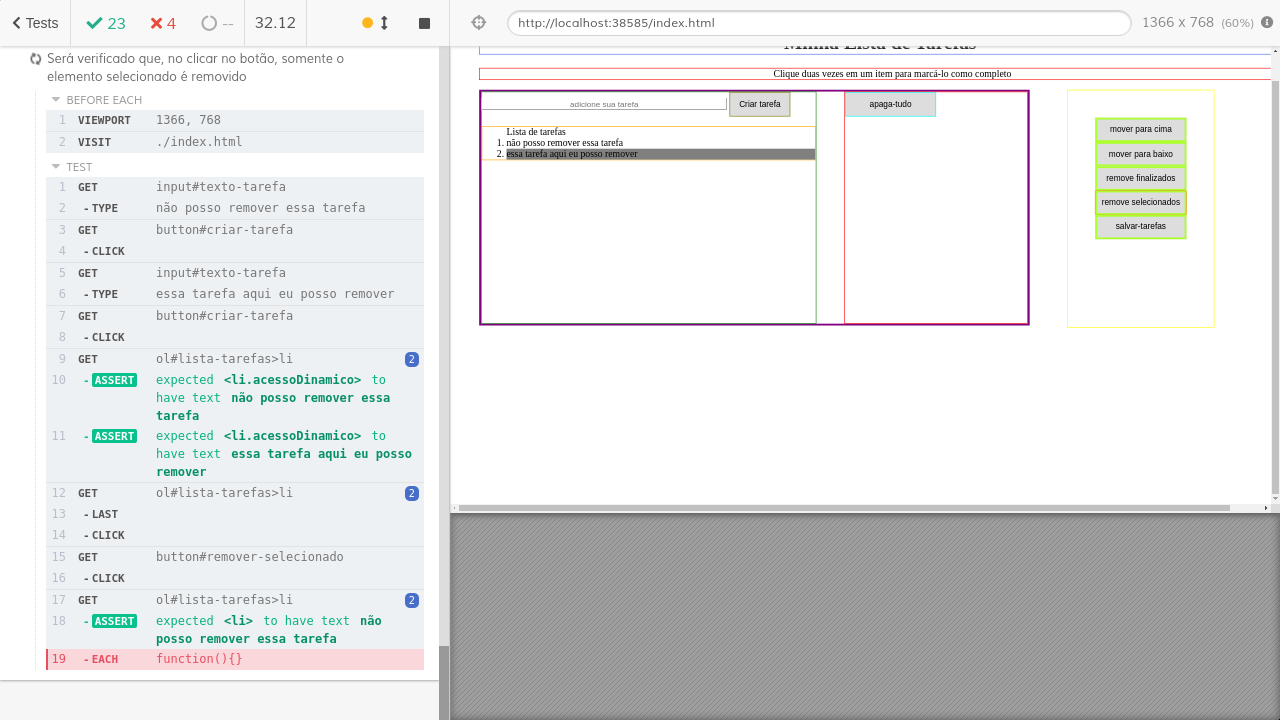 Tests
23
4
--
32.12
http://localhost:38585/index.html
1366 x 768 (60%)
Será verificado que, no clicar no botão, somente o
elemento selecionado é removido
BEFORE EACH
1 VIEWPORT 1366, 768
2 VISIT ./index.html
TEST
1 GET input#texto-tarefa
2 -TYPE não posso remover essa tarefa
3 GET button#criar-tarefa
4 -CLICK
5 GET input#texto-tarefa
6 -TYPE essa tarefa aqui eu posso remover
7 GET button#criar-tarefa
8 -CLICK
9 GET ol#lista-tarefas>li 2
10 -ASSERT expected <li.acessoDinamico> to
have text não posso remover essa
tarefa
11 -ASSERT expected <li.acessoDinamico> to
have text essa tarefa aqui eu posso
remover
12 GET ol#lista-tarefas>li 2
13 -LAST
14 -CLICK
15 GET button#remover-selecionado
16 -CLICK
17 GET ol#lista-tarefas>li 2
18 -ASSERT expected <li> to have text não
posso remover essa tarefa
19 -EACH function(){}
Minha Lista de Tarefas
Clique duas vezes em um item para marcá-lo como completo
adicione sua tarefa
Criar tarefa
apaga-tudo
Lista de tarefas
1. não posso remover essa tarefa
2. essa tarefa aqui eu posso remover
mover para cima
mover para baixo
remove finalizados
remove selecionados
salvar-tarefas